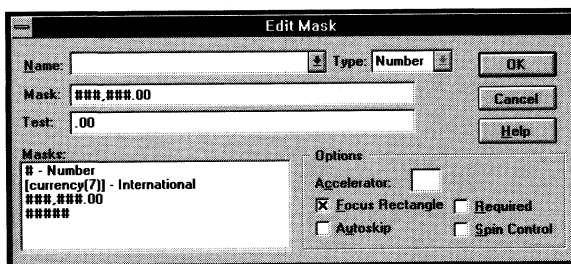 Edit Mask
Name: Type: Number OK
Mask: ###,###.00 Cancel
Test: .00 Help
Masks:
# - Number
[currency(7)] - International
###,###.00
#####
Options
Accelerator:
Focus Rectangle Required
Autoskip Spin Control